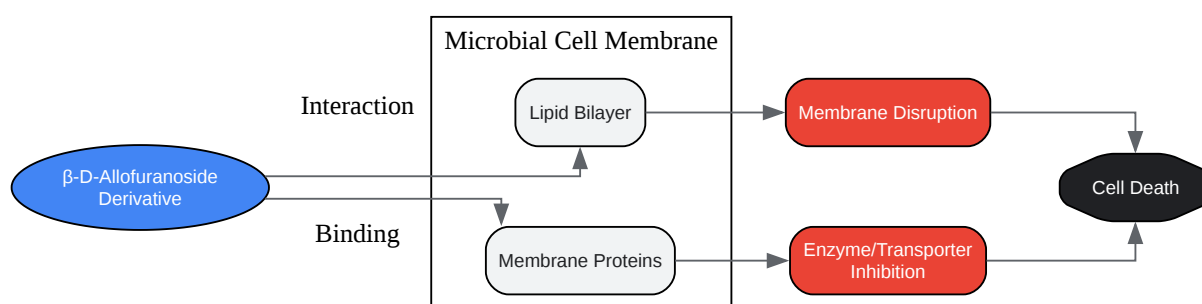 Microbial Cell Membrane
Interaction
Lipid Bilayer
Membrane Disruption
β-D-Allofuranoside
Derivative
Cell Death
Binding
Membrane Proteins
Enzyme/Transporter
Inhibition